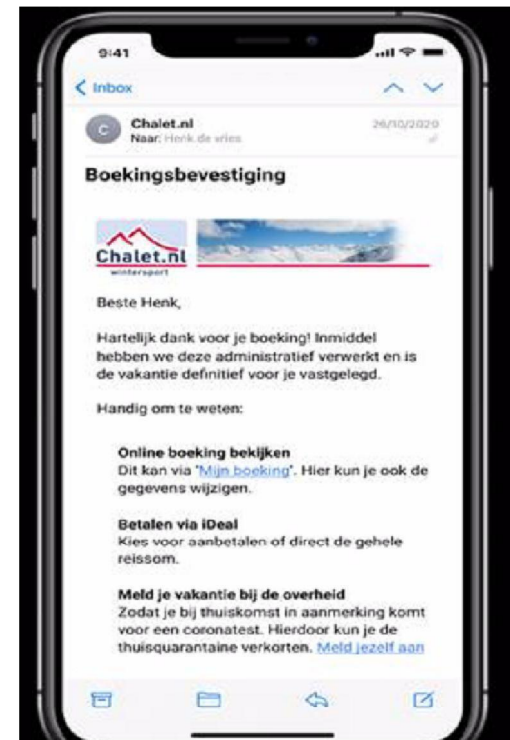 9:41
Inbox
C
Chalet.nl
26/10/2020
Naar: Henk de vries
Boekingsbevestiging
Chalet.nl
wintersport
Beste Henk,
Hartelijk dank voor je boeking! Inmiddel
hebben we deze administratief verwerkt en is
de vakantie definitief voor je vastgelegd.
Handig om te weten:
Online boeking bekijken
Dit kan via 'Mijn boeking'. Hier kun je ook de
gegevens wijzigen.
Betalen via iDeal
Kies voor aanbetalen of direct de gehele
reissom.
Meld je vakantie bij de overheid
Zodat je bij thuiskomst in aanmerking komt
voor een coronatest. Hierdoor kun je de
thuisquarantaine verkorten. Meld jezelf aan